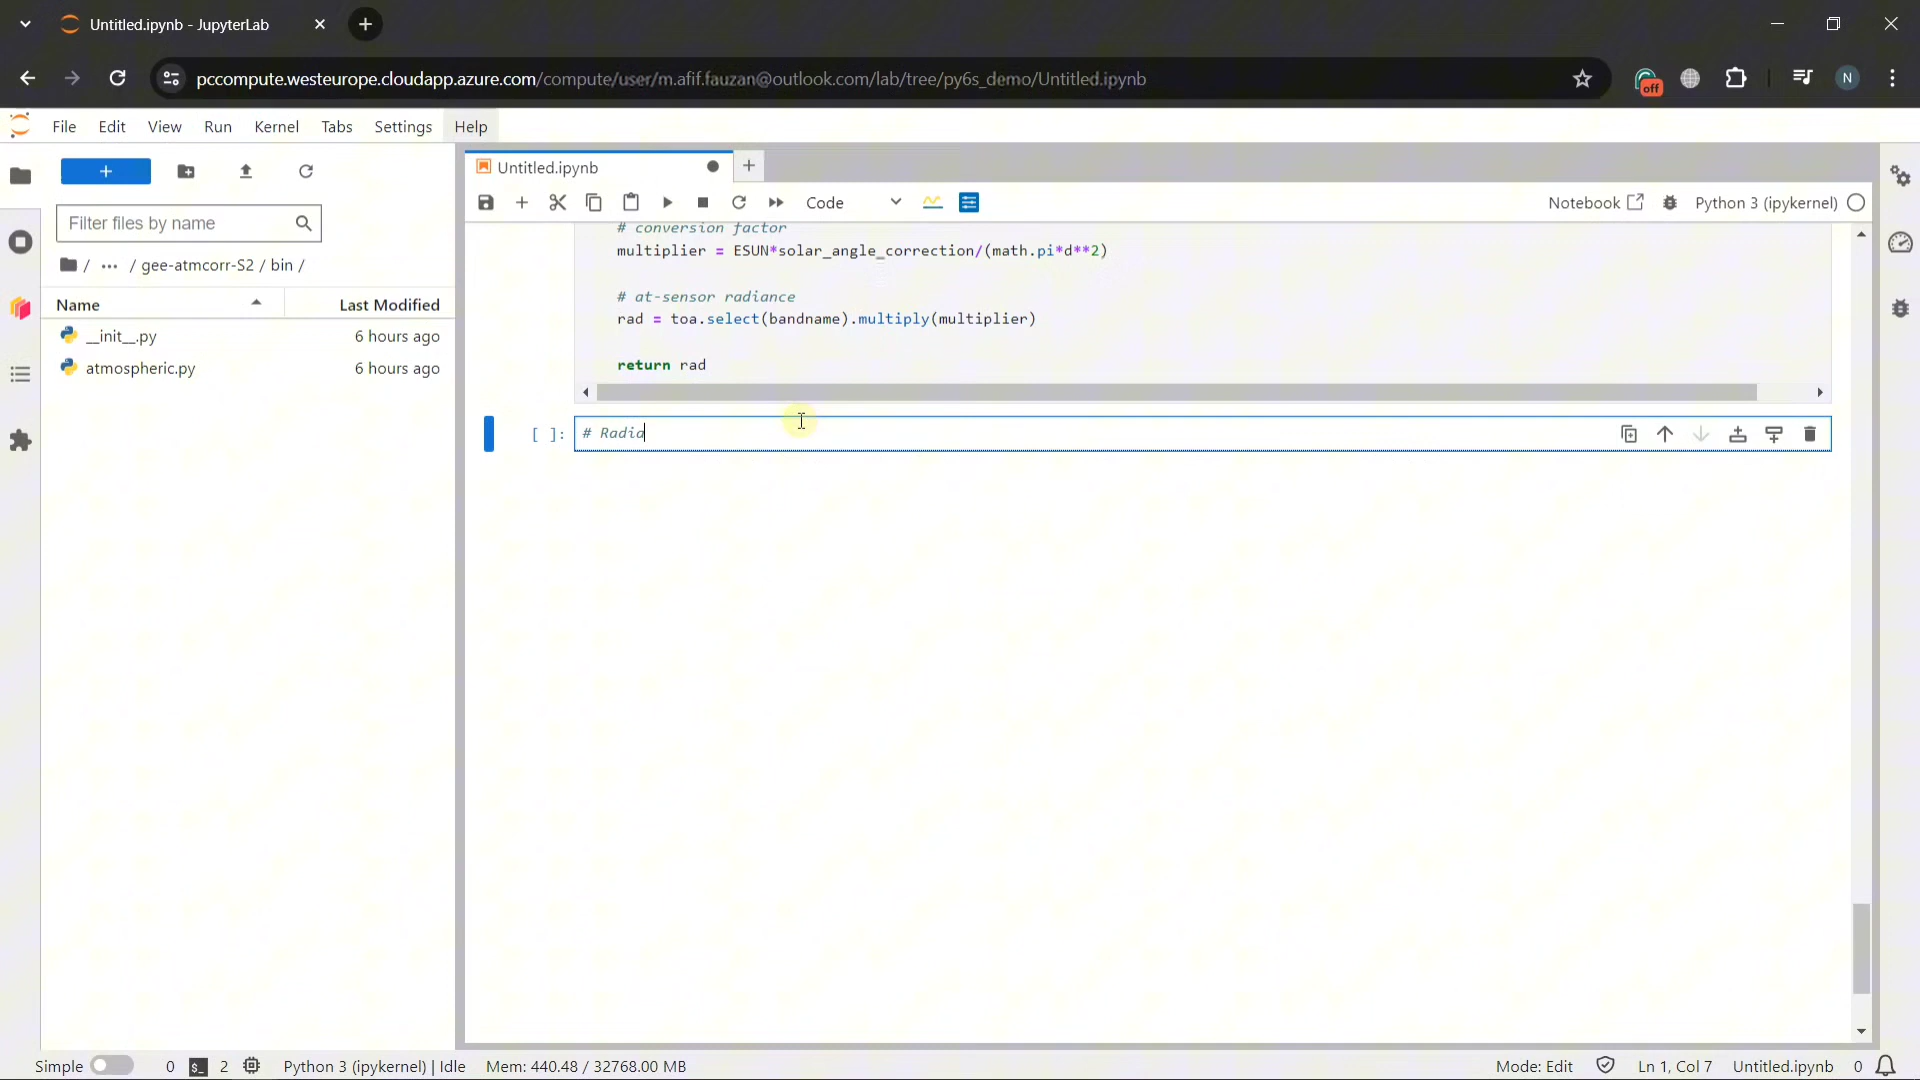 Untitled.ipynb - JupyterLab
pccompute.westeurope.cloudapp.azure.com/compute/user/m.afif.fauzan@outlook.com/lab/tree/py6s_demo/Untitled.ipynb
off
N
File Edit View Run Kernel Tabs Settings Help
Untitled.ipynb
Code
Notebook
Python 3 (ipykernel)
Filter files by name
/ ... / gee-atmcorr-S2 / bin /
Name Last Modified
__init__.py 6 hours ago
atmospheric.py 6 hours ago
# conversion factor
multiplier = ESUN*solar_angle_correction/(math.pi*d**2)
# at-sensor radiance
rad = toa.select(bandname).multiply(multiplier)
return rad
[ ]: # Radia
Simple 0 $_ 2 Python 3 (ipykernel) | Idle Mem: 440.48 / 32768.00 MB Mode: Edit Ln 1, Col 7 Untitled.ipynb 0